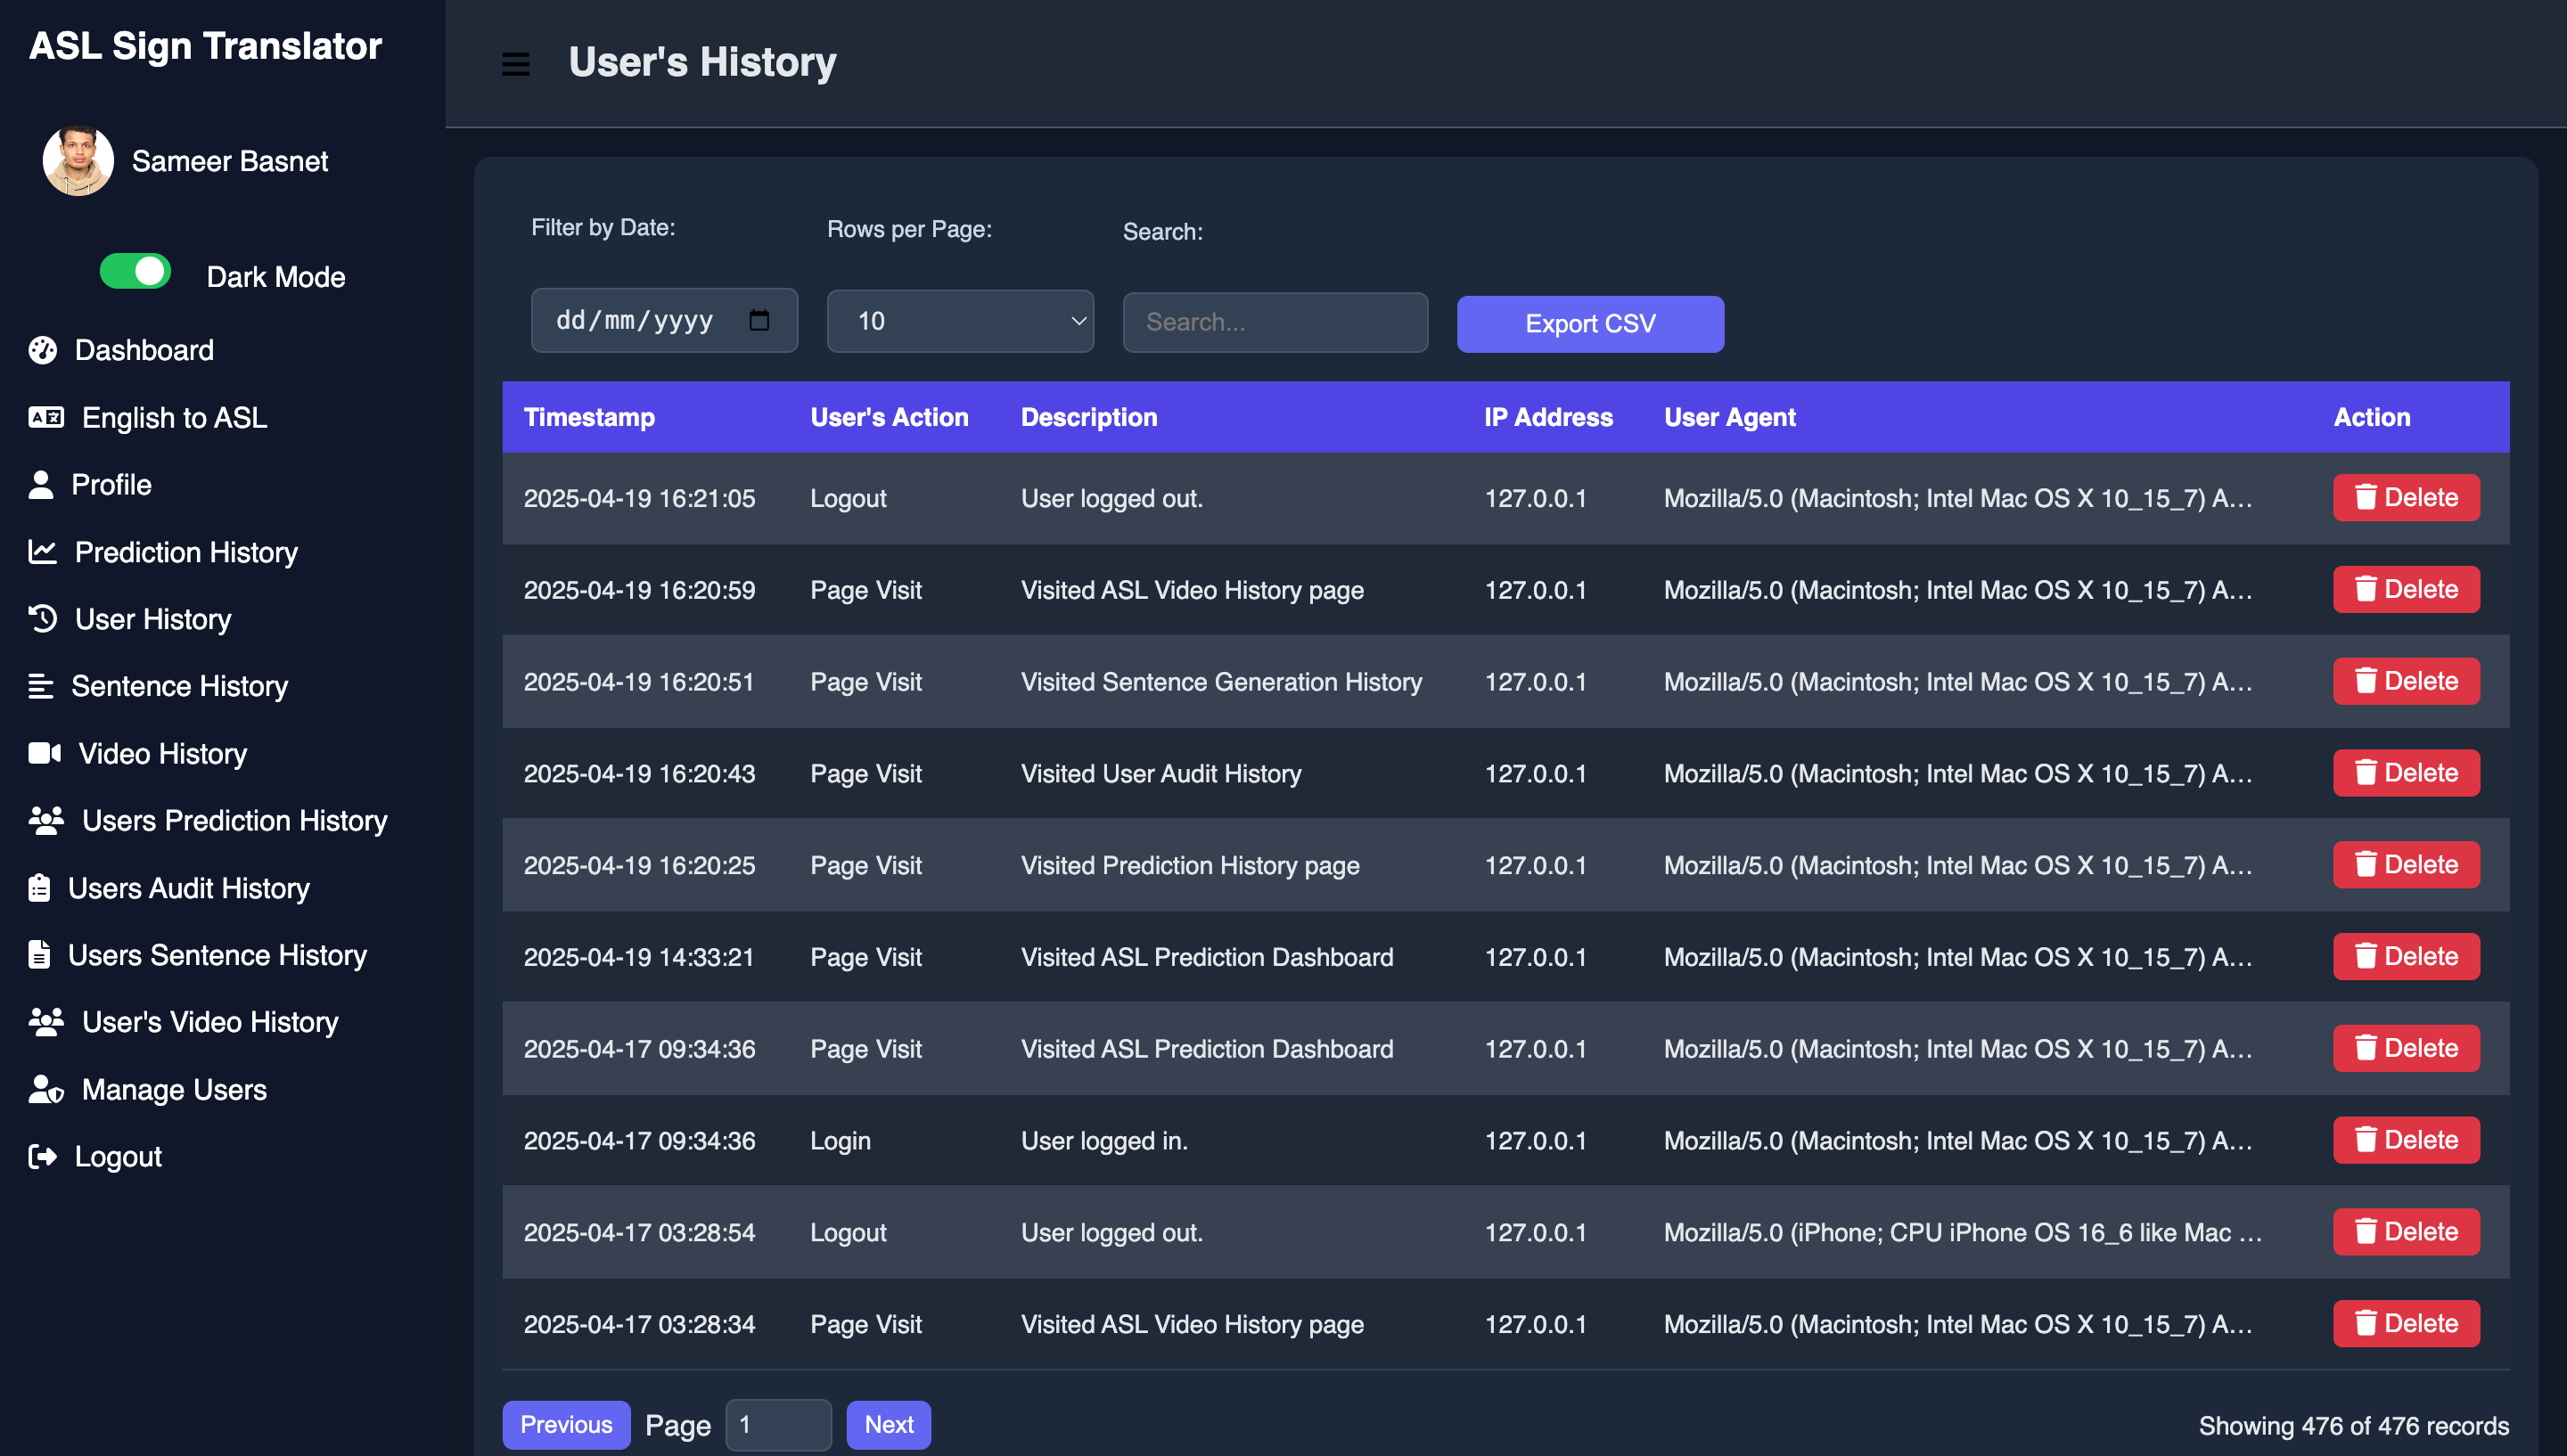 ASL Sign Translator
Sameer Basnet
Dark Mode
Dashboard
English to ASL
Profile
Prediction History
User History
Sentence History
Video History
Users Prediction History
Users Audit History
Users Sentence History
User's Video History
Manage Users
Logout
User's History
Filter by Date: Rows per Page: Search:
dd/mm/yyyy 10 Search... Export CSV
Timestamp User's Action Description IP Address User Agent Action
2025-04-19 16:21:05 Logout User logged out. 127.0.0.1 Mozilla/5.0 (Macintosh; Intel Mac OS X 10_15_7) A... Delete
2025-04-19 16:20:59 Page Visit Visited ASL Video History page 127.0.0.1 Mozilla/5.0 (Macintosh; Intel Mac OS X 10_15_7) A... Delete
2025-04-19 16:20:51 Page Visit Visited Sentence Generation History 127.0.0.1 Mozilla/5.0 (Macintosh; Intel Mac OS X 10_15_7) A... Delete
2025-04-19 16:20:43 Page Visit Visited User Audit History 127.0.0.1 Mozilla/5.0 (Macintosh; Intel Mac OS X 10_15_7) A... Delete
2025-04-19 16:20:25 Page Visit Visited Prediction History page 127.0.0.1 Mozilla/5.0 (Macintosh; Intel Mac OS X 10_15_7) A... Delete
2025-04-19 14:33:21 Page Visit Visited ASL Prediction Dashboard 127.0.0.1 Mozilla/5.0 (Macintosh; Intel Mac OS X 10_15_7) A... Delete
2025-04-17 09:34:36 Page Visit Visited ASL Prediction Dashboard 127.0.0.1 Mozilla/5.0 (Macintosh; Intel Mac OS X 10_15_7) A... Delete
2025-04-17 09:34:36 Login User logged in. 127.0.0.1 Mozilla/5.0 (Macintosh; Intel Mac OS X 10_15_7) A... Delete
2025-04-17 03:28:54 Logout User logged out. 127.0.0.1 Mozilla/5.0 (iPhone; CPU iPhone OS 16_6 like Mac ... Delete
2025-04-17 03:28:34 Page Visit Visited ASL Video History page 127.0.0.1 Mozilla/5.0 (Macintosh; Intel Mac OS X 10_15_7) A... Delete
Previous Page 1 Next Showing 476 of 476 records